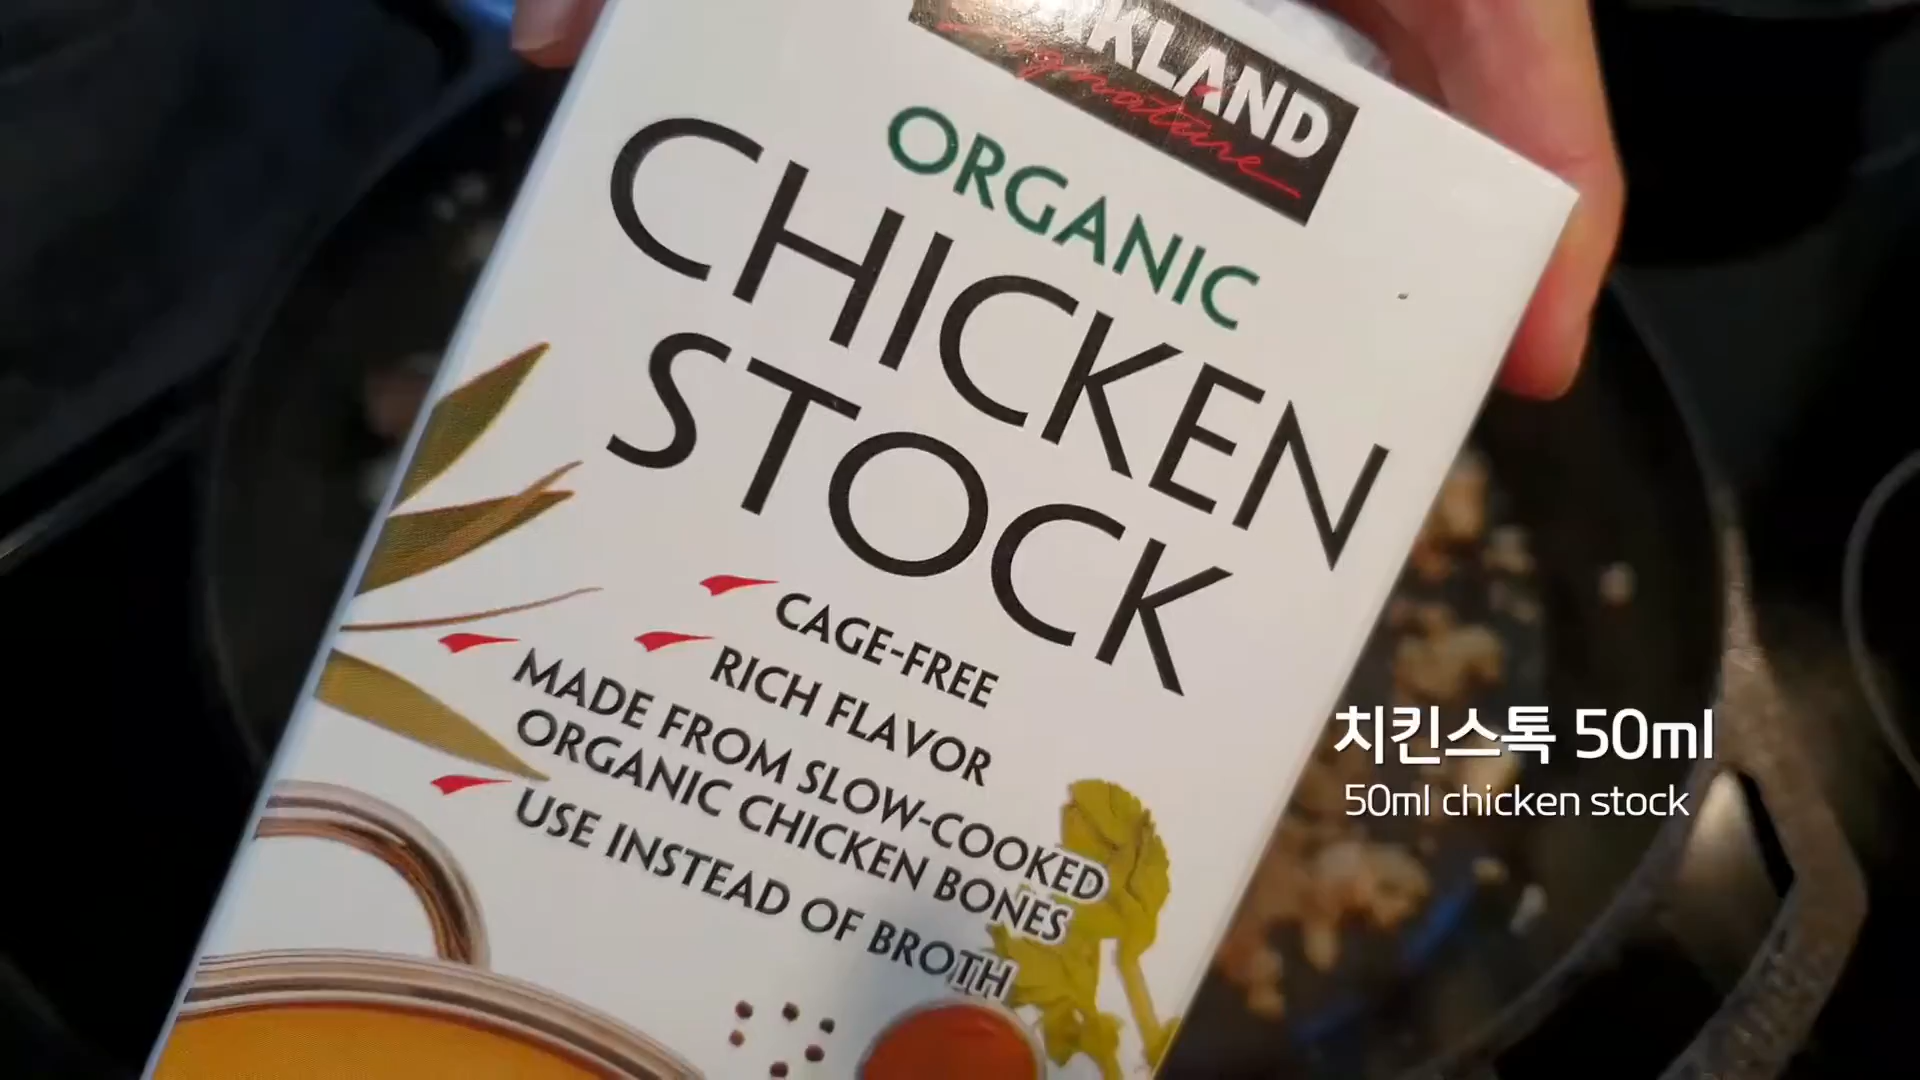 Signature
ORGANIC
CHICKEN
STOCK
CAGE-FREE
RICH FLAVOR
MADE FROM SLOW-COOKED
ORGANIC CHICKEN BONES
USE INSTEAD OF BROTH
치킨스톡 50ml
50ml chicken stock